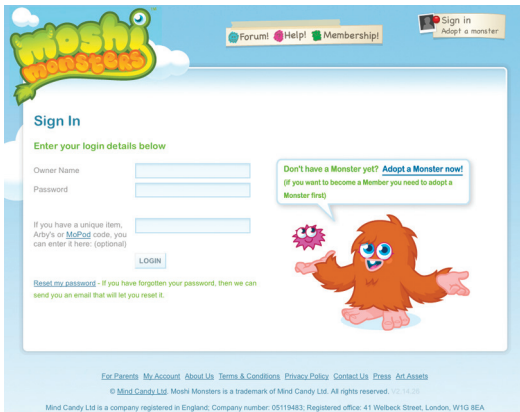 moshi
monsters
™
Forum! Help! Membership!
Sign in
Adopt a monster
Sign In
Enter your login details below
Owner Name
Password
If you have a unique item,
Arby's or MoPod code, you
can enter it here: (optional)
LOGIN
Reset my password - If you have forgotten your password, then we can
send you an email that will let you reset it.
Don't have a Monster yet? Adopt a Monster now!
(if you want to become a Member you need to adopt a
Monster first)
For Parents My Account About Us Terms & Conditions Privacy Policy Contact Us Press Art Assets
© Mind Candy Ltd. Moshi Monsters is a trademark of Mind Candy Ltd. All rights reserved.
Mind Candy Ltd is a company registered in England; Company number: 05119483; Registered office: 41 Welbeck Street, London, W1G 8EA